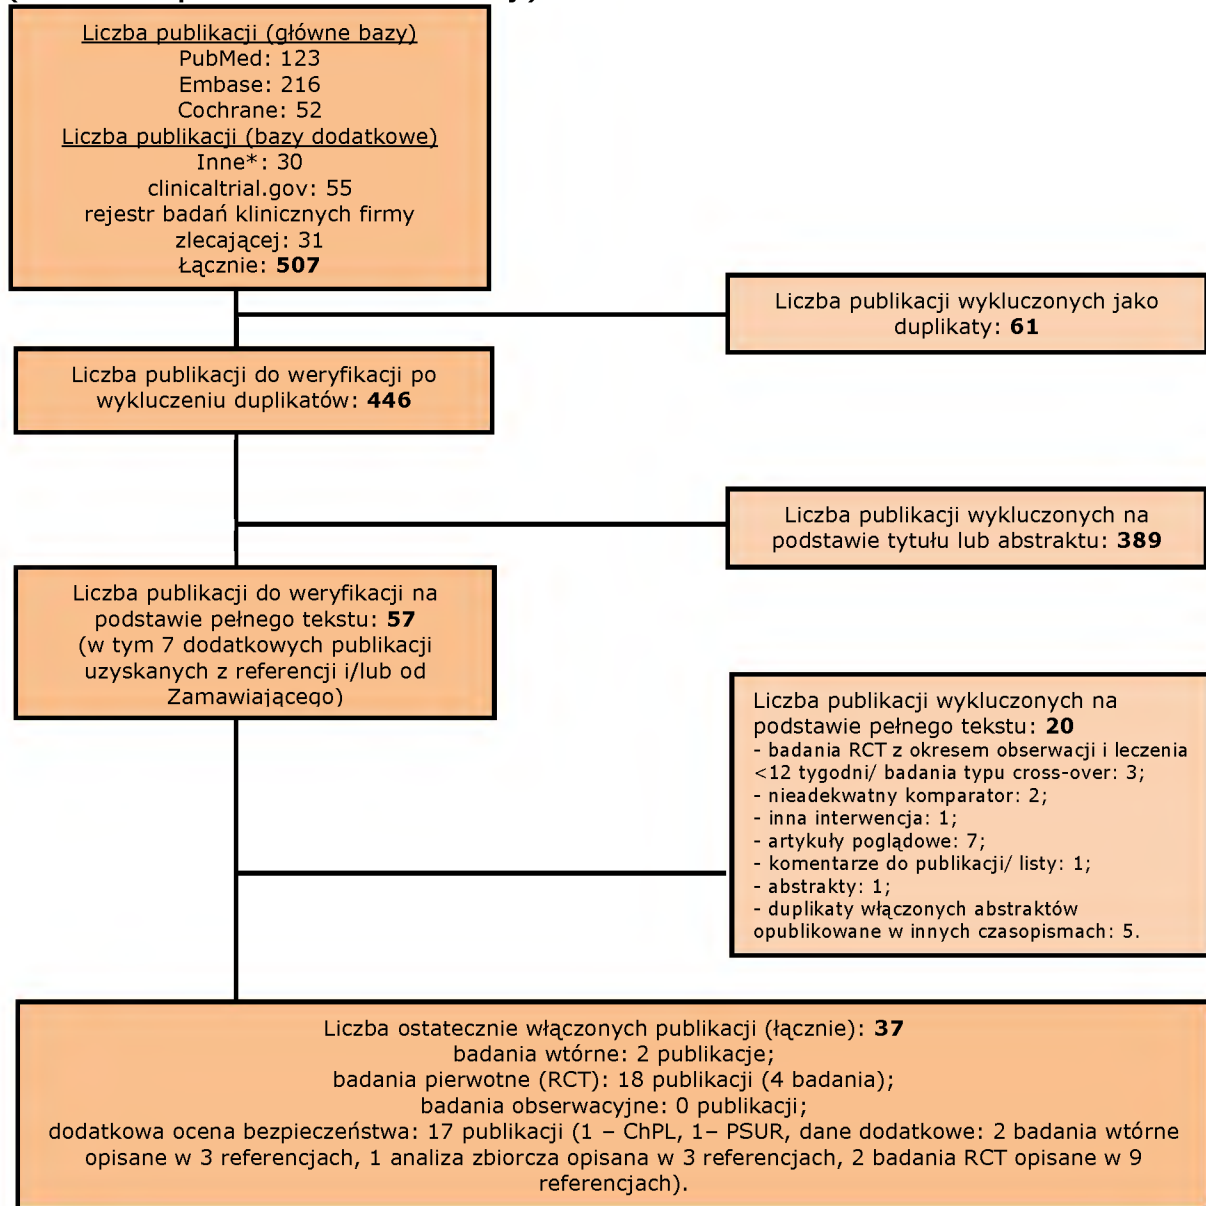 Liczba publikacji (główne bazy)
PubMed: 123
Embase: 216
Cochrane: 52
Liczba publikacji (bazy dodatkowe)
Inne*: 30
clinicaltrial.gov: 55
rejestr badań klinicznych firmy
zlecającej: 31
Łącznie: 507
Liczba publikacji wykluczonych jako
duplikaty: 61
Liczba publikacji do weryfikacji po
wykluczeniu duplikatów: 446
Liczba publikacji wykluczonych na
podstawie tytułu lub abstraktu: 389
Liczba publikacji do weryfikacji na
podstawie pełnego tekstu: 57
(w tym 7 dodatkowych publikacji
uzyskanych z referencji i/lub od
Zamawiającego)
Liczba publikacji wykluczonych na
podstawie pełnego tekstu: 20
- badania RCT z okresem obserwacji i leczenia
<12 tygodni/ badania typu cross-over: 3;
- nieadekwatny komparator: 2;
- inna interwencja: 1;
- artykuły poglądowe: 7;
- komentarze do publikacji/ listy: 1;
- abstrakty: 1;
- duplikaty włączonych abstraktów
opublikowane w innych czasopismach: 5.
Liczba ostatecznie włączonych publikacji (łącznie): 37
badania wtórne: 2 publikacje;
badania pierwotne (RCT): 18 publikacji (4 badania);
badania obserwacyjne: 0 publikacji;
dodatkowa ocena bezpieczeństwa: 17 publikacji (1 – ChPL, 1– PSUR, dane dodatkowe: 2 badania wtórne
opisane w 3 referencjach, 1 analiza zbiorcza opisana w 3 referencjach, 2 badania RCT opisane w 9
referencjach).